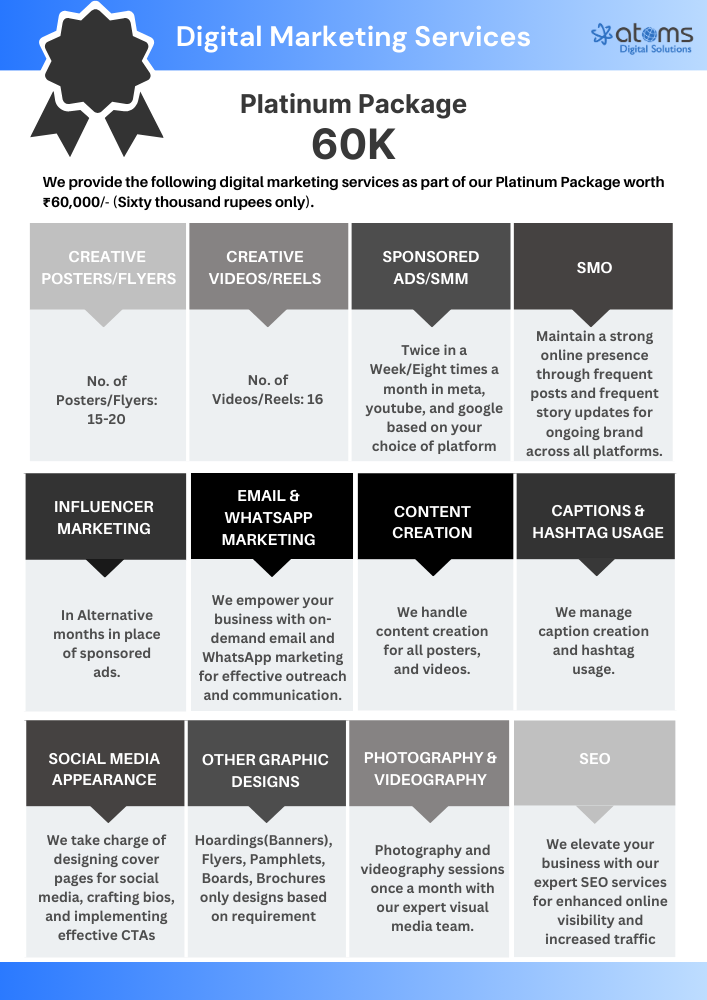 Digital Marketing Services
atoms
Digital Solutions
Platinum Package
60K
We provide the following digital marketing services as part of our Platinum Package worth
₹60,000/- (Sixty thousand rupees only).
CREATIVE
POSTERS/FLYERS
No. of
Posters/Flyers:
15-20
CREATIVE
VIDEOS/REELS
No. of
Videos/Reels: 16
SPONSORED
ADS/SMM
Twice in a
Week/Eight times a
month in meta,
youtube, and google
based on your
choice of platform
SMO
Maintain a strong
online presence
through frequent
posts and frequent
story updates for
ongoing brand
across all platforms.
INFLUENCER
MARKETING
In Alternative
months in place
of sponsored
ads.
EMAIL &
WHATSAPP
MARKETING
We empower your
business with on-
demand email and
WhatsApp marketing
for effective outreach
and communication.
CONTENT
CREATION
We handle
content creation
for all posters,
and videos.
CAPTIONS &
HASHTAG USAGE
We manage
caption creation
and hashtag
usage.
SOCIAL MEDIA
APPEARANCE
We take charge of
designing cover
pages for social
media, crafting bios,
and implementing
effective CTAs
OTHER GRAPHIC
DESIGNS
Hoardings(Banners),
Flyers, Pamphlets,
Boards, Brochures
only designs based
on requirement
PHOTOGRAPHY &
VIDEOGRAPHY
Photography and
videography sessions
once a month with
our expert visual
media team.
SEO
We elevate your
business with our
expert SEO services
for enhanced online
visibility and
increased traffic